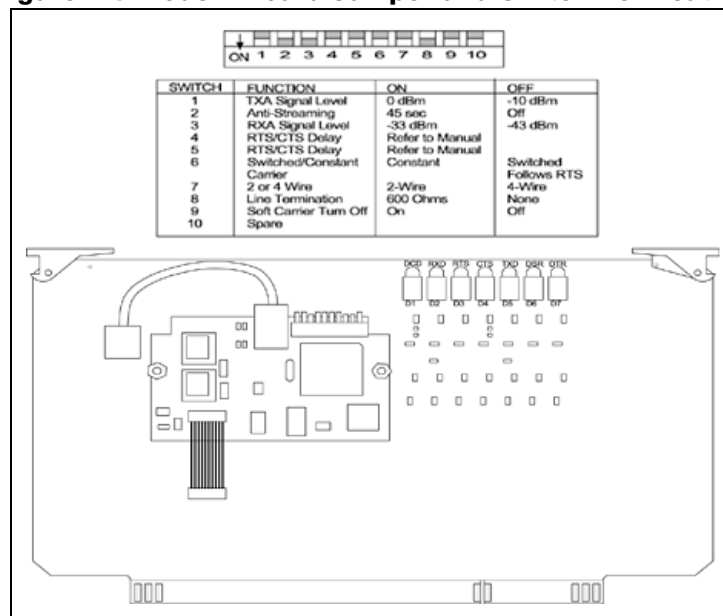 ON 1 2 3 4 5 6 7 8 9 10
SWITCH FUNCTION ON OFF
1 TXA Signal Level 0 dBm -10 dBm
2 Anti-Streaming 45 sec Off
3 RXA Signal Level -33 dBm -43 dBm
4 RTS/CTS Delay Refer to Manual
5 RTS/CTS Delay Refer to Manual
6 Switched/Constant Constant Switched
Carrier Follows RTS
7 2 or 4 Wire 2-Wire 4-Wire
8 Line Termination 600 Ohms None
9 Soft Carrier Turn Off On Off
10 Spare
DCD RXD RTS CTS TXD DSR DTR
D1 D2 D3 D4 D5 D6 D7